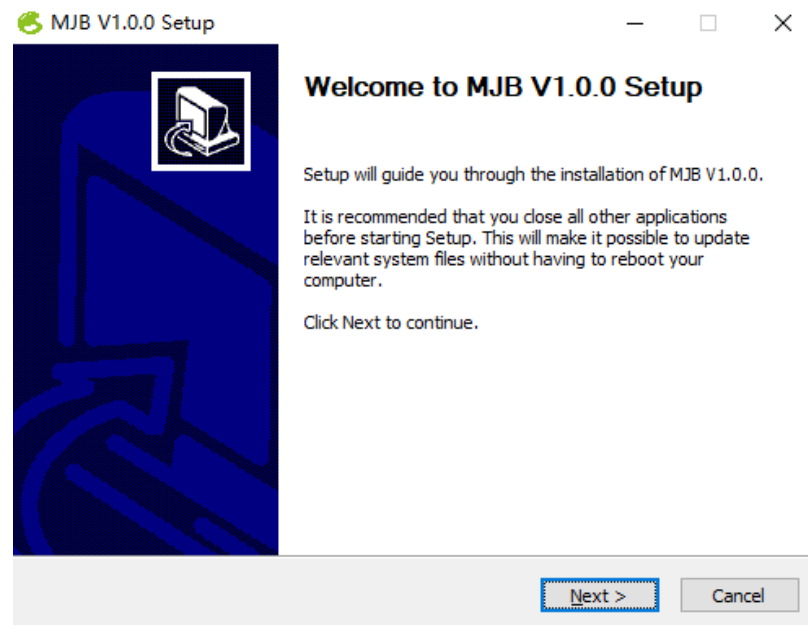 MJB V1.0.0 Setup
Welcome to MJB V1.0.0 Setup
Setup will guide you through the installation of MJB V1.0.0.
It is recommended that you close all other applications
before starting Setup. This will make it possible to update
relevant system files without having to reboot your
computer.
Click Next to continue.
Next >
Cancel